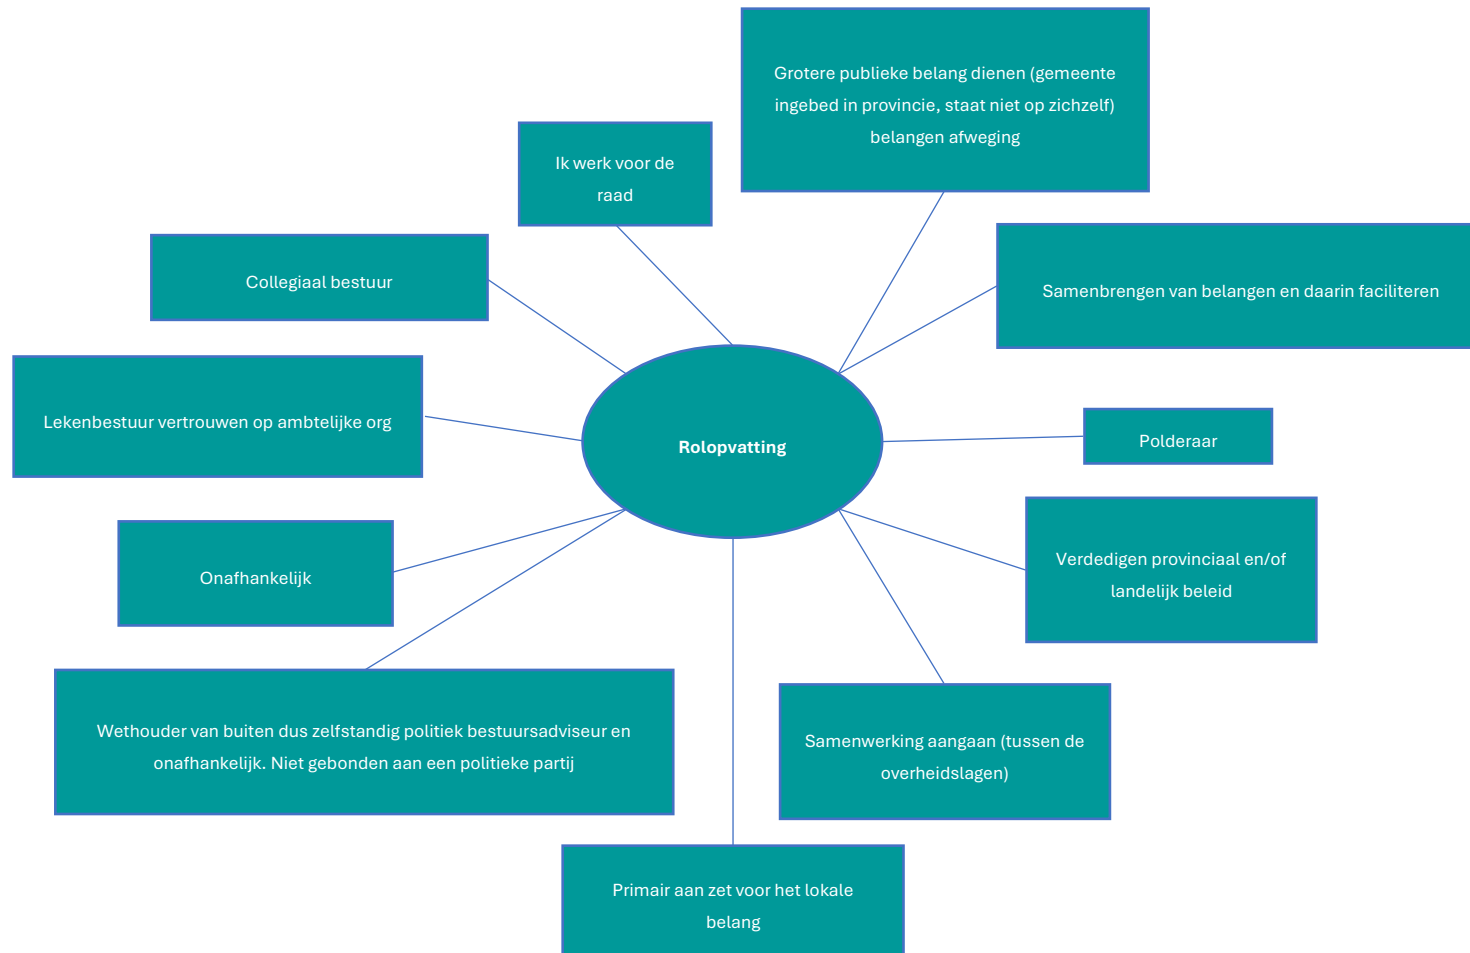 Grotere publieke belang dienen (gemeente
ingebed in provincie, staat niet op zichzelf)
belangen afweging
Ik werk voor de
raad
Collegiaal bestuur
Samenbrengen van belangen en daarin faciliteren
Lekenbestuur vertrouwen op ambtelijke org
Rolopvatting
Polderaar
Onafhankelijk
Verdedigen provinciaal en/of
landelijk beleid
Wethouder van buiten dus zelfstandig politiek bestuursadviseur en
onafhankelijk. Niet gebonden aan een politieke partij
Samenwerking aangaan (tussen de
overheidslagen)
Primair aan zet voor het lokale
belang